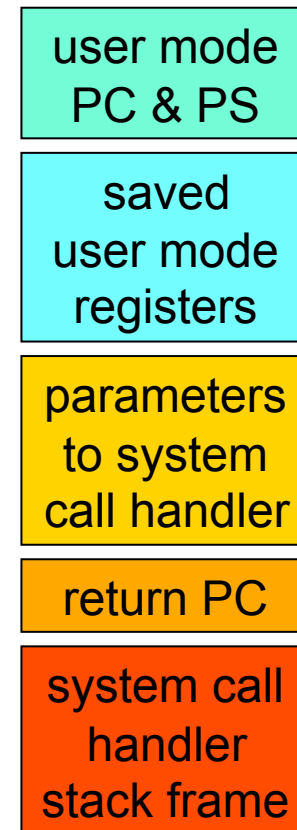 user mode
PC & PS
saved
user mode
registers
parameters
to system
call handler
return PC
system call
handler
stack frame